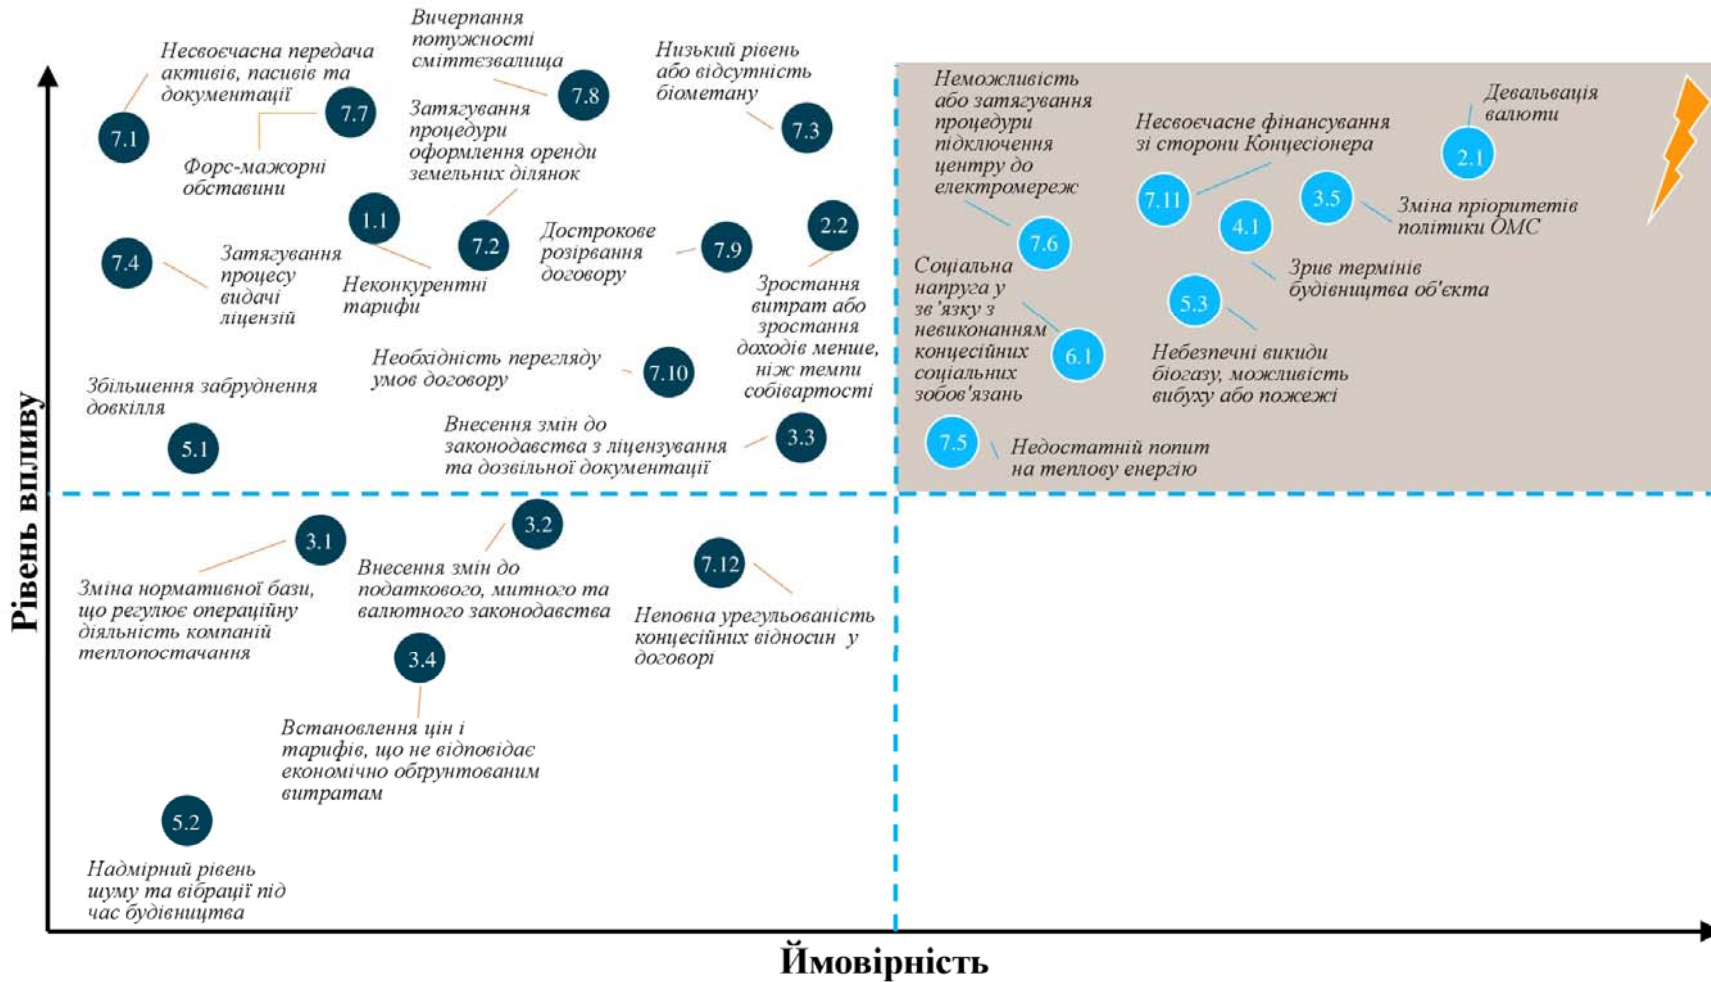 Вичерпання
потужності
сміттєзвалища
7.8
Несвоєчасна передача
активів, пасивів та
документації
7.1
7.7
Форс-мажорні
обставини
Затягування
процедури
оформлення оренди
земельних ділянок
7.2
Низький рівень
або відсутність
біометану
7.3
1.1
Неконкурентні
тарифи
7.4
Затягування
процесу
видачі
ліцензій
Дострокове
розірвання
договору
7.9
2.2
Зростання
витрат або
зростання
доходів менше,
ніж темпи
собівартості
Необхідність перегляду
умов договору
7.10
Збільшення забруднення
довкілля
5.1
Внесення змін до
законодавства з ліцензування
та дозвільної документації
3.3
Неможливість
або затягування
процедури
підключення
центру до
електромереж
7.6
Несвоєчасне фінансування
зі сторони Концесіонера
7.11
Девальвація
валюти
2.1
3.5
Зміна пріоритетів
політики ОМС
4.1
Зрив термінів
будівництва об'єкта
Соціальна
напруга у
зв'язку з
невиконанням
концесійних
соціальних
зобов'язань
6.1
5.3
Небезпечні викиди
біогазу, можливість
вибуху або пожежі
7.5
Недостатній попит
на теплову енергію
3.1
Зміна нормативної бази,
що регулює операційну
діяльність компаній
теплопостачання
3.2
Внесення змін до
податкового, митного та
валютного законодавства
7.12
Неповна урегульованість
концесійних відносин у
договорі
3.4
Встановлення цін і
тарифів, що не відповідає
економічно обґрунтованим
витратам
5.2
Надмірний рівень
шуму та вібрації під
час будівництва
Рівень впливу
Ймовірність